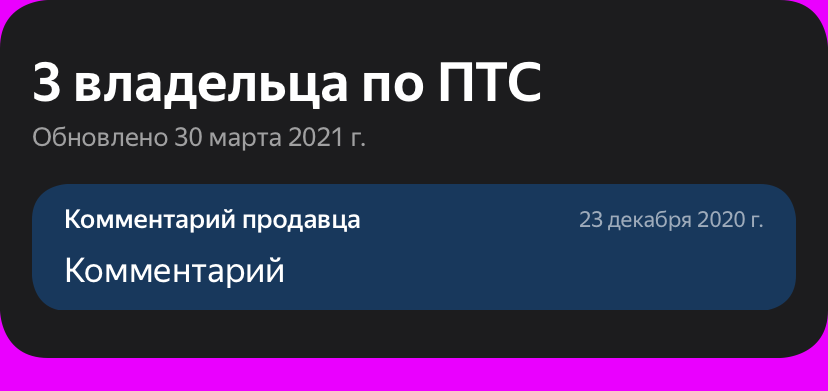 3 владельца по ПТС
Обновлено 30 марта 2021 г.
Комментарий продавца 23 декабря 2020 г.
Комментарий